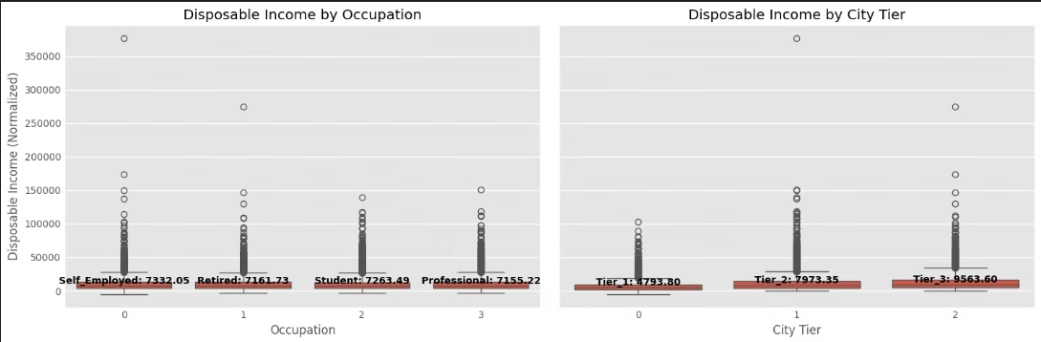 Disposable Income by Occupation
Disposable Income by City Tier
Disposable Income (Normalized)
350000
300000
250000
200000
150000
100000
50000
0
Self_Employed: 7332.05 Retired: 7161.73 Student: 7263.49 Professional: 7155.22
Tier_1: 4793.80 Tier_2: 7973.35 Tier_3: 9563.60
0 1 2 3
0 1 2
Occupation
City Tier